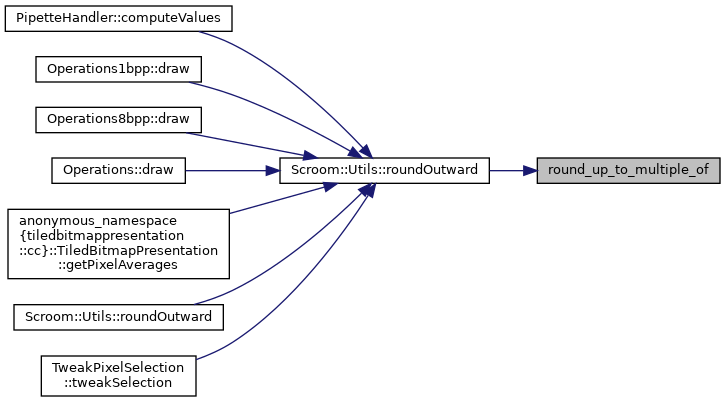 PipetteHandler::computeValues
Operations1bpp::draw
Operations8bpp::draw
Operations::draw
Scroom::Utils::roundOutward
round_up_to_multiple_of
anonymous_namespace
{tiledbitmappresentation
::cc}::TiledBitmapPresentation
::getPixelAverages
Scroom::Utils::roundOutward
TweakPixelSelection
::tweakSelection